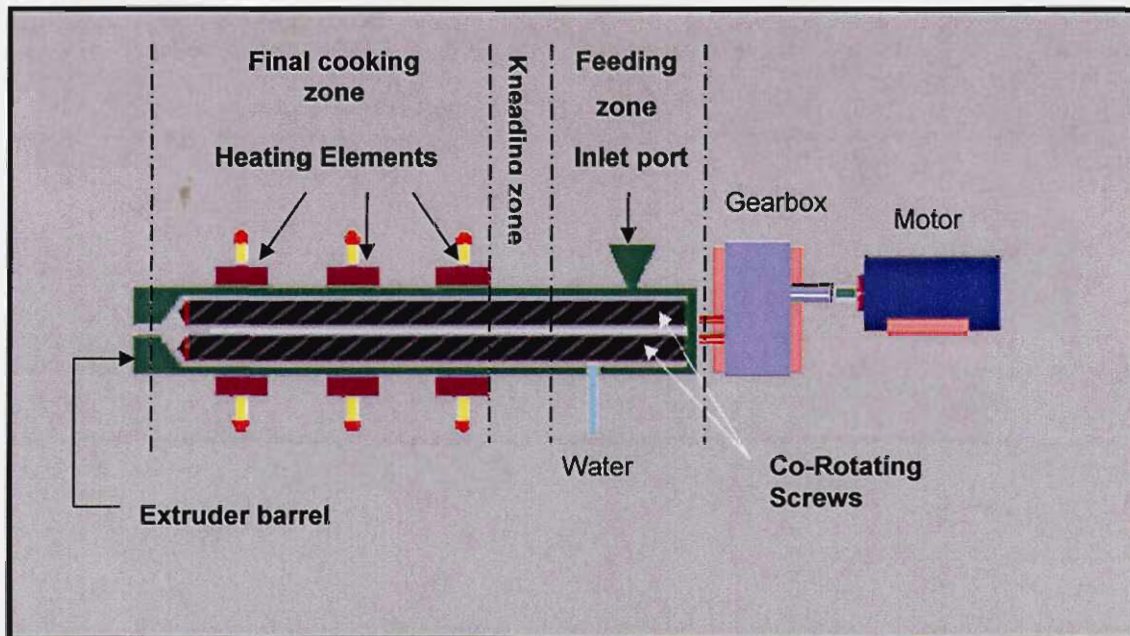 Final cooking
zone
Kneading zone
Feeding
zone
Heating Elements
Inlet port
Gearbox
Motor
Water
Co-Rotating
Screws
Extruder barrel